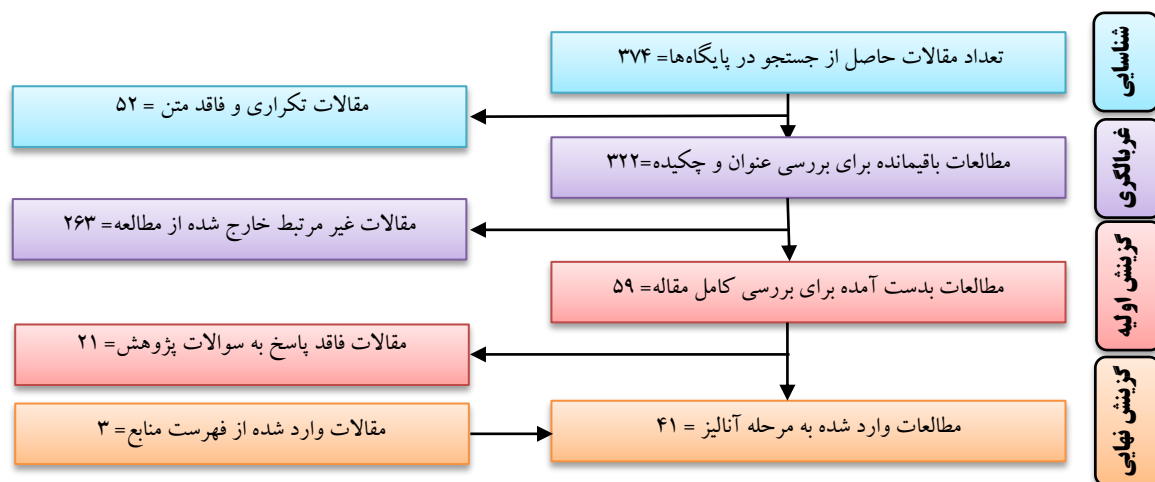 شناسایی
تعداد مقالات حاصل از جستجو در پایگاه‌ها= ۳۷۴
مقالات تکراری و فاقد متن = ۵۲
غربالگری
مطالعات باقیمانده برای بررسی عنوان و چکیده=۳۲۲
مقالات غیر مرتبط خارج شده از مطالعه= ۲۶۳
گزینش اولیه
مطالعات بدست آمده برای بررسی کامل مقاله= ۵۹
مقالات فاقد پاسخ به سوالات پژوهش= ۲۱
گزینش نهایی
مطالعات وارد شده به مرحله آنالیز = ۴۱
مقالات وارد شده از فهرست منابع= ۳